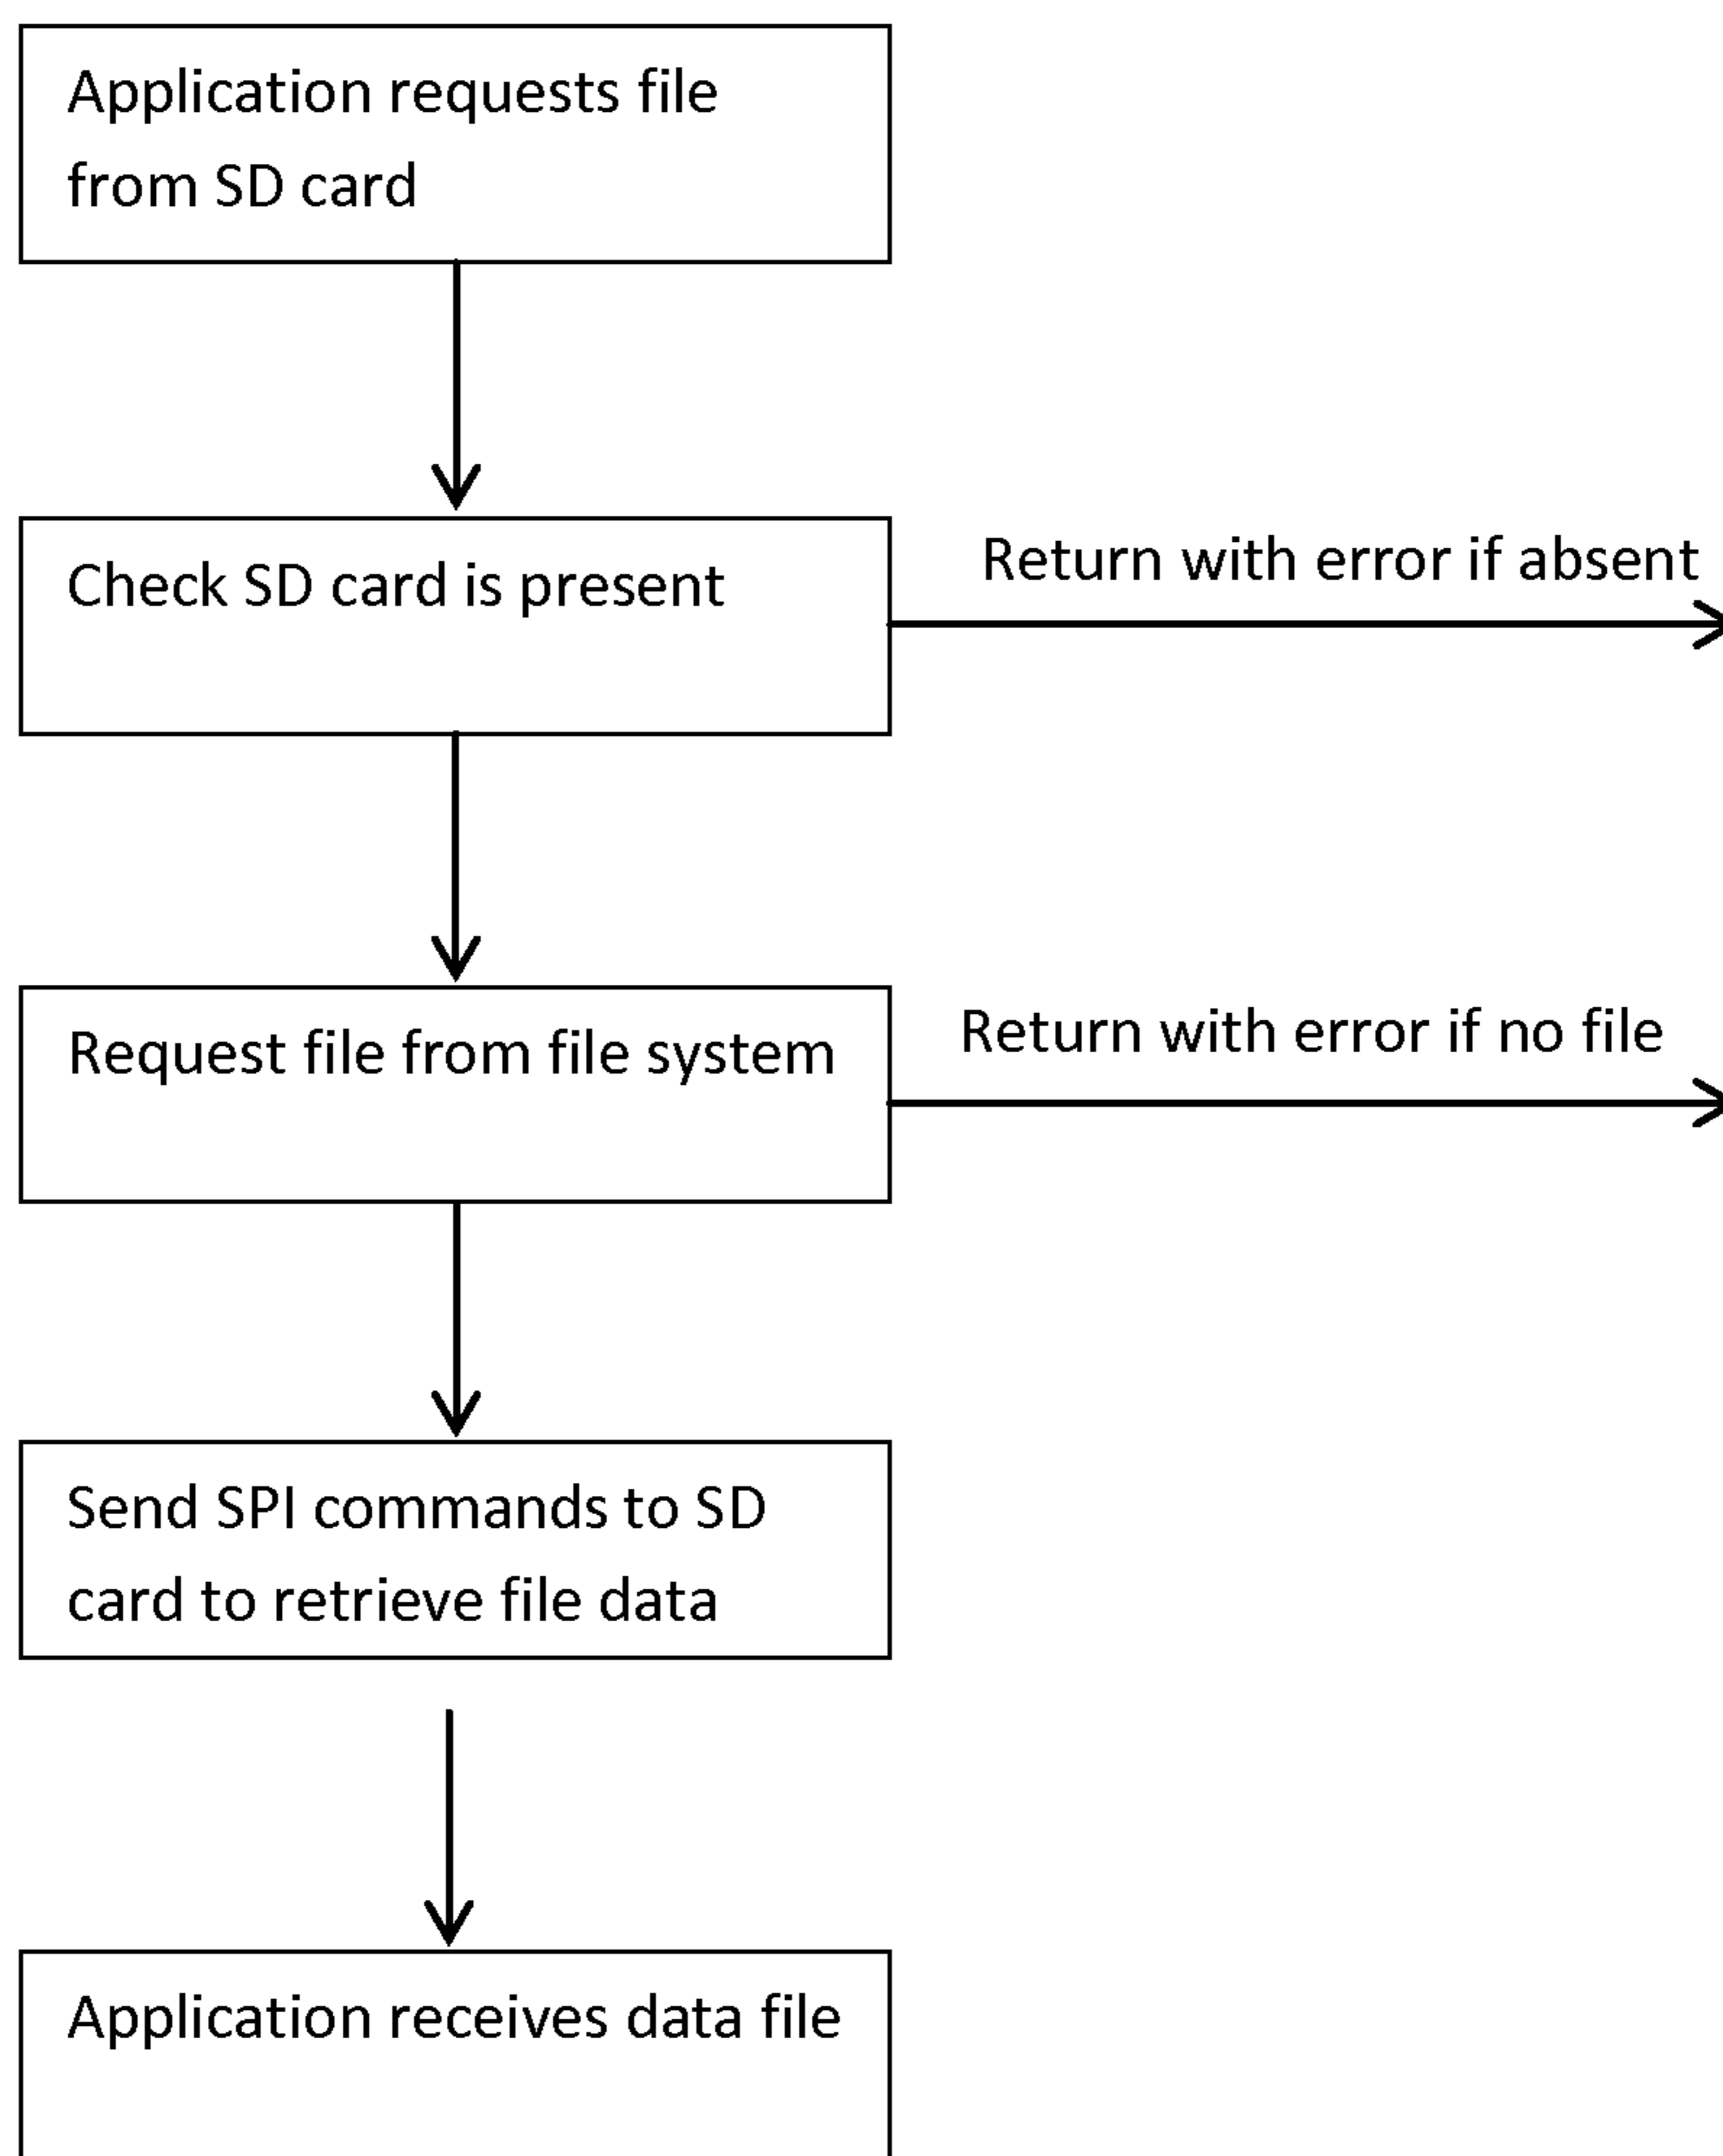 Application requests file
from SD card
Check SD card is present
Return with error if absent
Request file from file system
Return with error if no file
Send SPI commands to SD
card to retrieve file data
Application receives data file